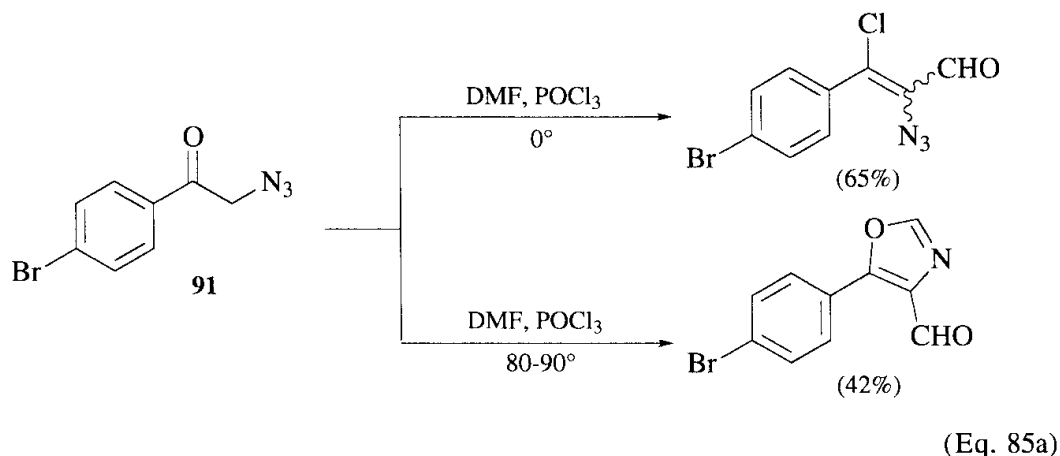 Cl
CHO
DMF, POCl₃
0°
N₃
Br
(65%)
O
N₃
Br
91
O
N
DMF, POCl₃
80-90°
CHO
Br
(42%)
(Eq. 85a)